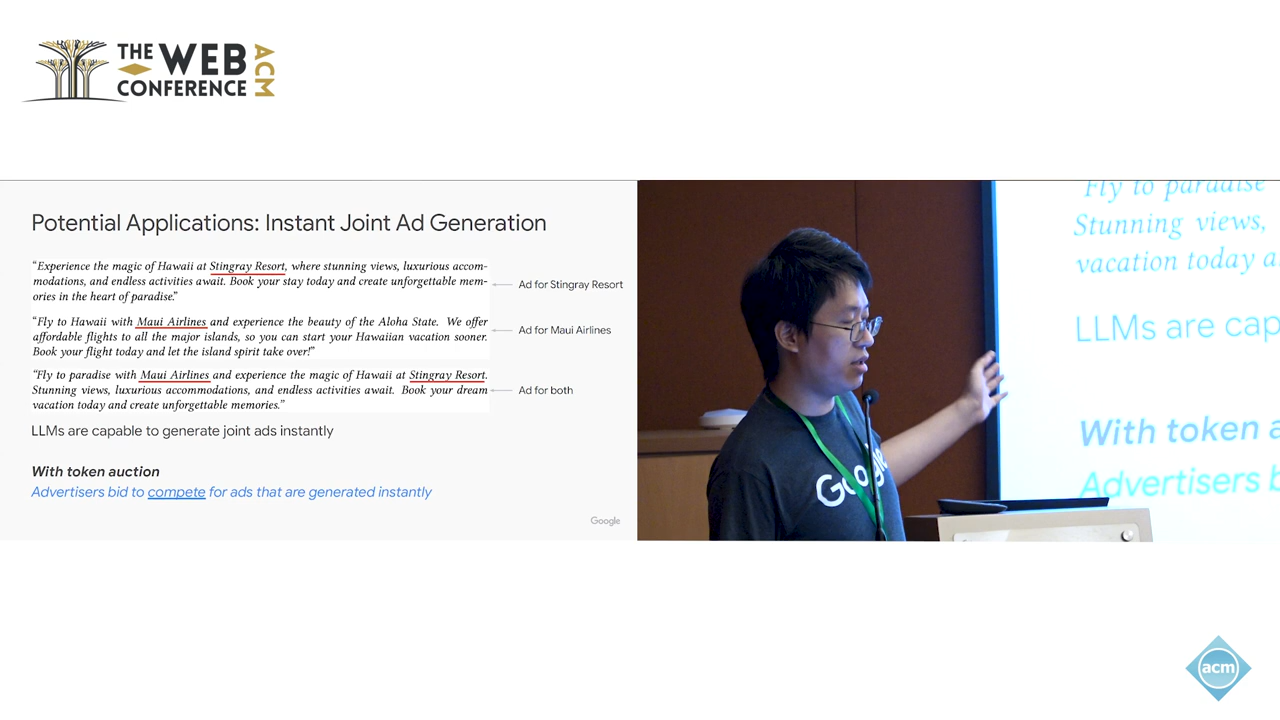 THE WEB
CONFERENCE
ACM
Potential Applications: Instant Joint Ad Generation
“Experience the magic of Hawaii at Stingray Resort, where stunning views, luxurious accom-
modations, and endless activities await. Book your stay today and create unforgettable mem-
ories in the heart of paradise.”
Ad for Stingray Resort
“Fly to Hawaii with Maui Airlines and experience the beauty of the Aloha State. We offer
affordable flights to all the major islands, so you can start your Hawaiian vacation sooner.
Book your flight today and let the island spirit take over!”
Ad for Maui Airlines
“Fly to paradise with Maui Airlines and experience the magic of Hawaii at Stingray Resort.
Stunning views, luxurious accommodations, and endless activities await. Book your dream
vacation today and create unforgettable memories.”
Ad for both
LLMs are capable to generate joint ads instantly
With token auction
Advertisers bid to compete for ads that are generated instantly
Google
Fly to paradise
Stunning views,
vacation today a
LLMs are cap
With token a
Advertisers b
Google
acm